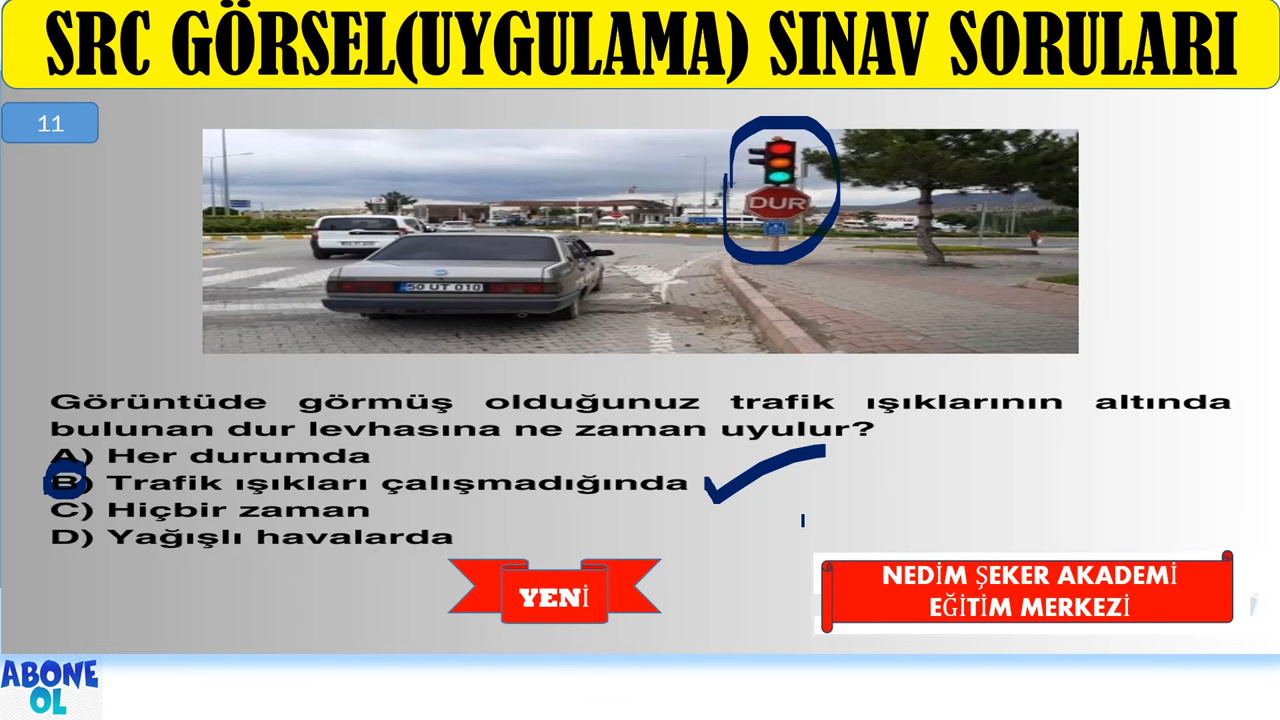 SRC GÖRSEL(UYGULAMA) SINAV SORULARI
11
DUR
50 UT 010
Görüntüde görmüş olduğunuz trafik ışıklarının altında
bulunan dur levhasına ne zaman uyulur?
A) Her durumda
B) Trafik ışıkları çalışmadığında
C) Hiçbir zaman
D) Yağışlı havalarda
YENİ
NEDİM ŞEKER AKADEMİ
EĞİTİM MERKEZİ
ABONE
OL